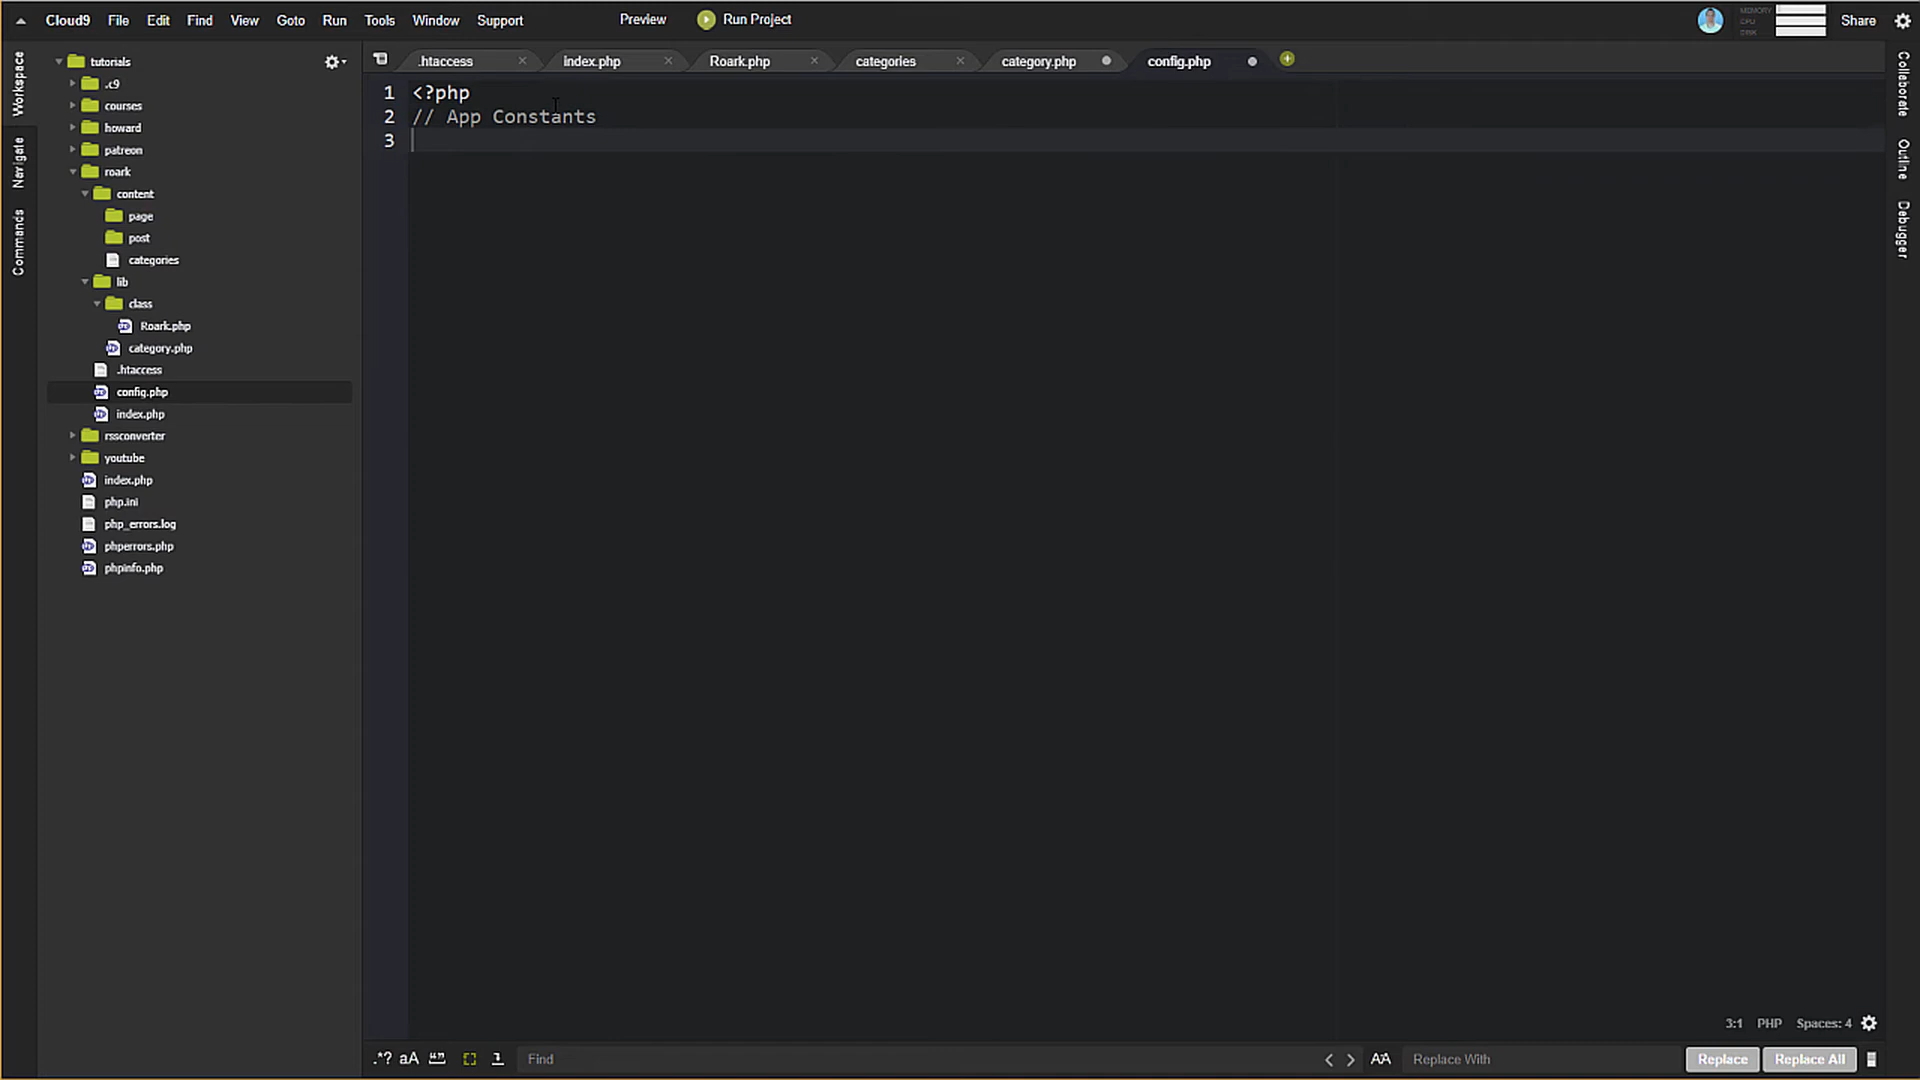 Cloud9 File Edit Find View Goto Run Tools Window Support Preview Run Project MEMORY CPU DISK Share
Workspace
Navigate
Commands
tutorials
.c9
courses
howard
patreon
roark
content
page
post
categories
lib
class
Roark.php
category.php
.htaccess
config.php
index.php
rssconverter
youtube
index.php
php.ini
php_errors.log
phperrors.php
phpinfo.php
.htaccess index.php Roark.php categories category.php config.php
1 <?php
2 // App Constants
3
Collaborate
Outline
Debugger
3:1 PHP Spaces: 4
.*? aA Find AA Replace With Replace Replace All